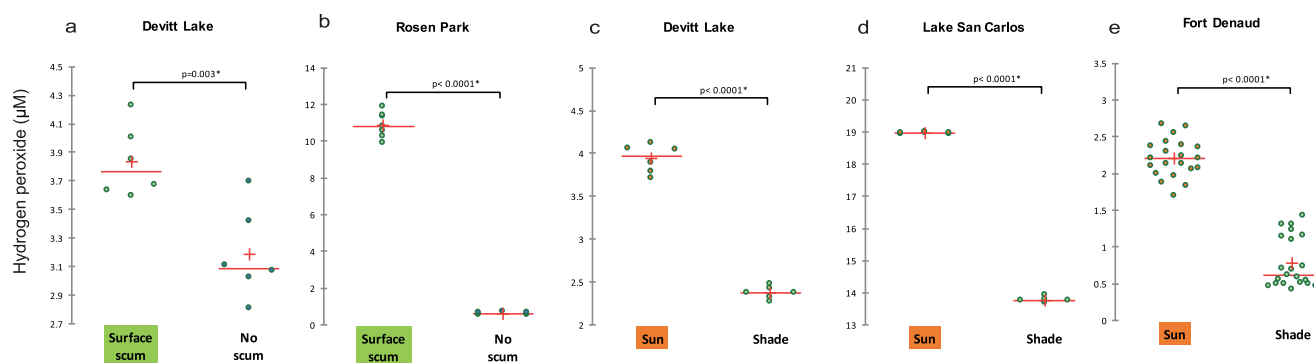 a
Devitt Lake
b
Rosen Park
c
Devitt Lake
d
Lake San Carlos
e
Fort Denaud
Hydrogen peroxide (µM)
4.5
4.3
4.1
3.9
3.7
3.5
3.3
3.1
2.9
2.7
p=0.003*
Surface
scum
No
scum
14
12
10
8
6
4
2
0
p< 0.0001*
Surface
scum
No
scum
5
4.5
4
3.5
3
2.5
2
p< 0.0001*
Sun
Shade
21
20
19
18
17
16
15
14
13
p< 0.0001*
Sun
Shade
3.5
3
2.5
2
1.5
1
0.5
0
p< 0.0001*
Sun
Shade